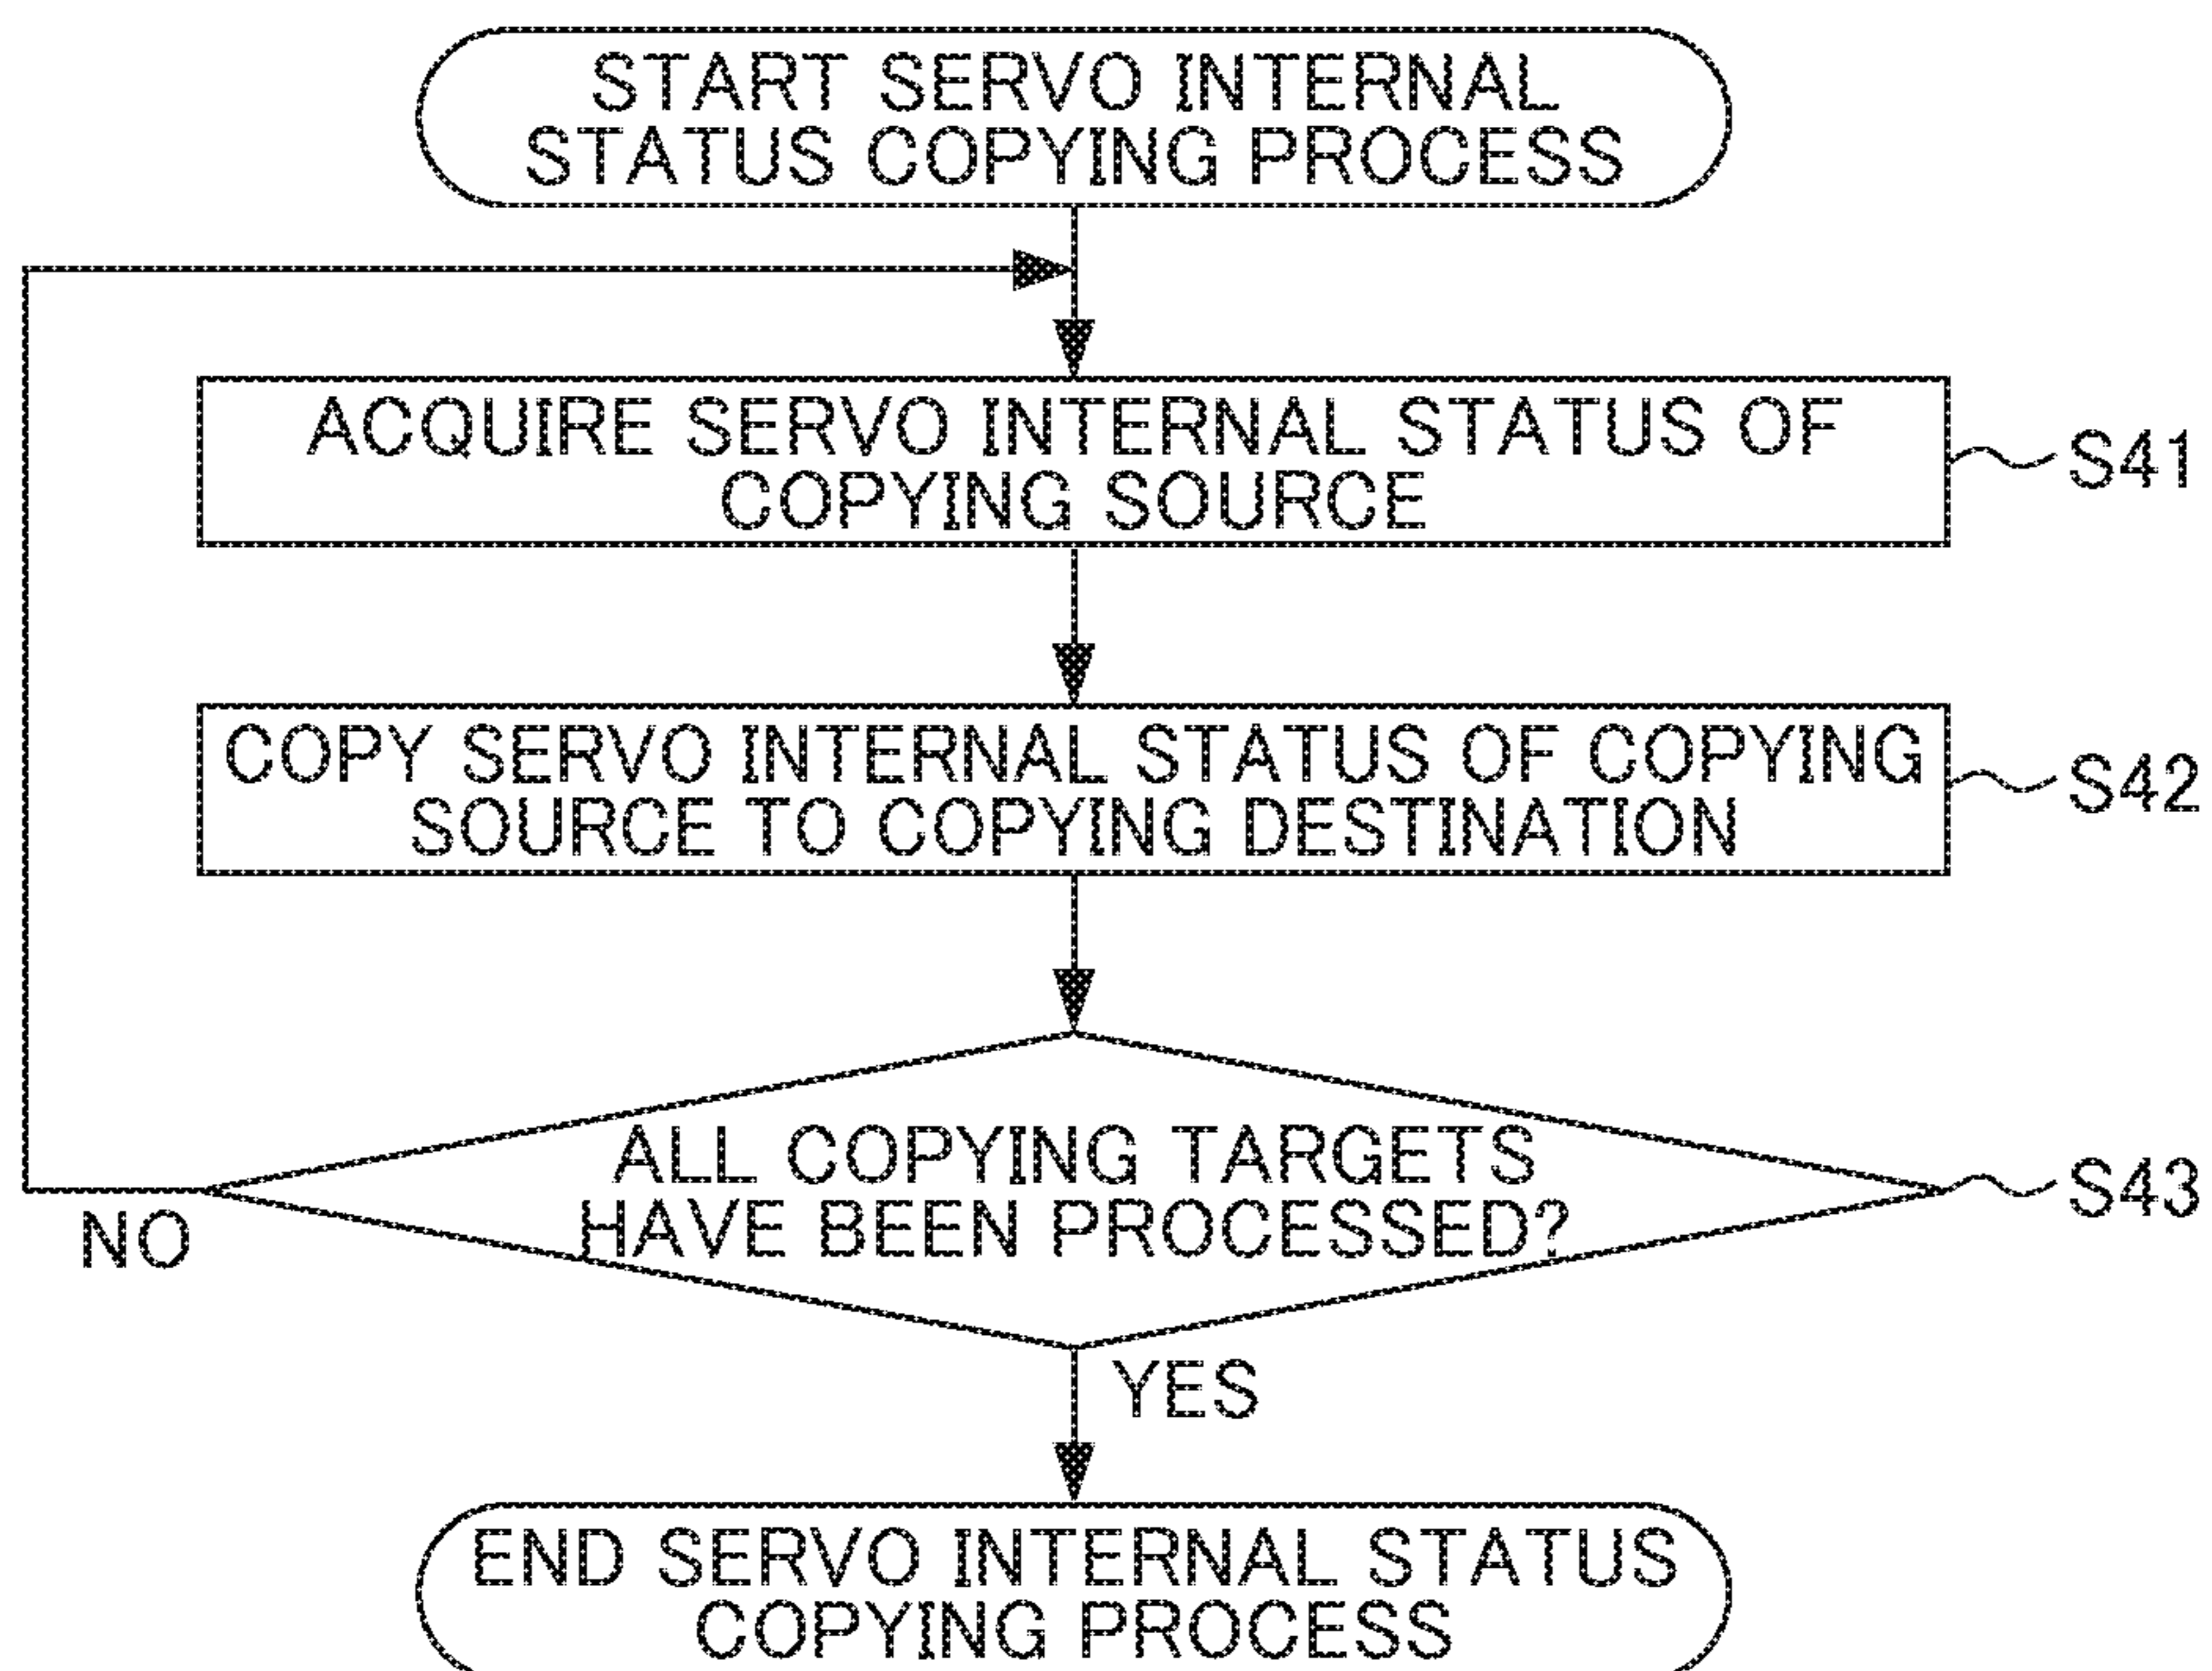 START SERVO INTERNAL
STATUS COPYING PROCESS
ACQUIRE SERVO INTERNAL STATUS OF
COPYING SOURCE
S41
COPY SERVO INTERNAL STATUS OF COPYING
SOURCE TO COPYING DESTINATION
S42
ALL COPYING TARGETS
HAVE BEEN PROCESSED?
S43
NO
YES
END SERVO INTERNAL STATUS
COPYING PROCESS